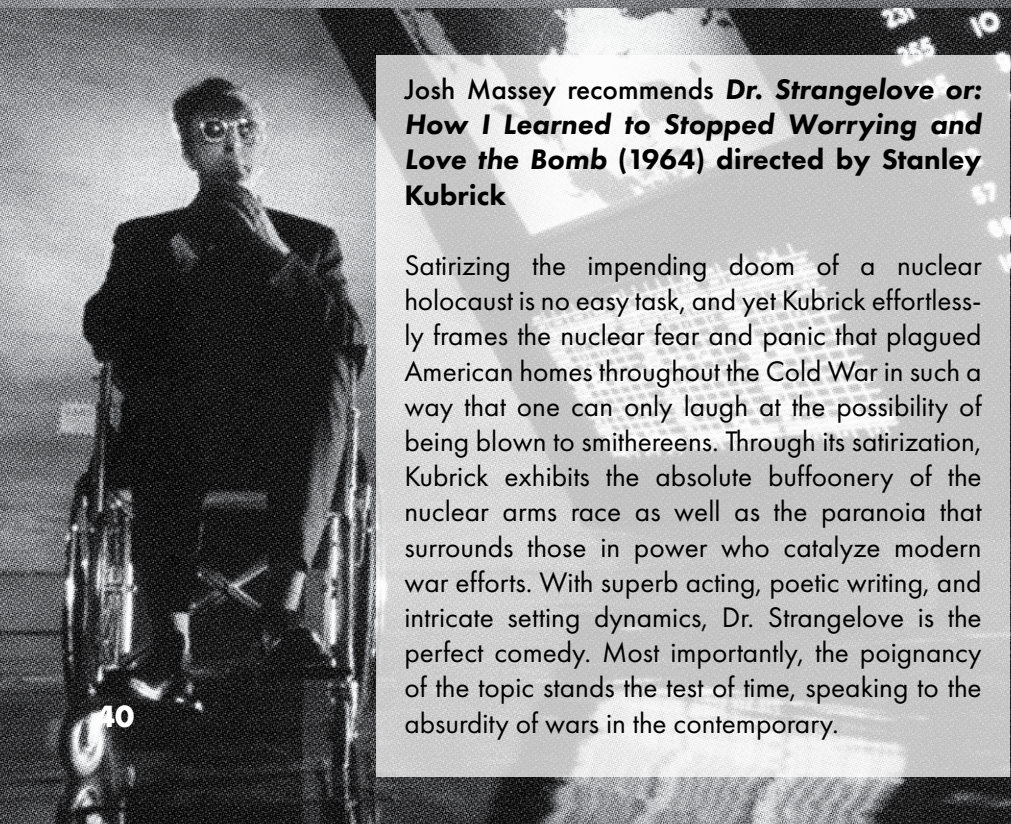 231
10
255
Josh Massey recommends Dr. Strangelove or:
How I Learned to Stopped Worrying and
Love the Bomb (1964) directed by Stanley
Kubrick
57
Satirizing the impending doom of a nuclear
holocaust is no easy task, and yet Kubrick effortless-
ly frames the nuclear fear and panic that plagued
American homes throughout the Cold War in such a
way that one can only laugh at the possibility of
being blown to smithereens. Through its satirization,
Kubrick exhibits the absolute buffoonery of the
nuclear arms race as well as the paranoia that
surrounds those in power who catalyze modern
war efforts. With superb acting, poetic writing, and
intricate setting dynamics, Dr. Strangelove is the
perfect comedy. Most importantly, the poignancy
of the topic stands the test of time, speaking to the
absurdity of wars in the contemporary.
40